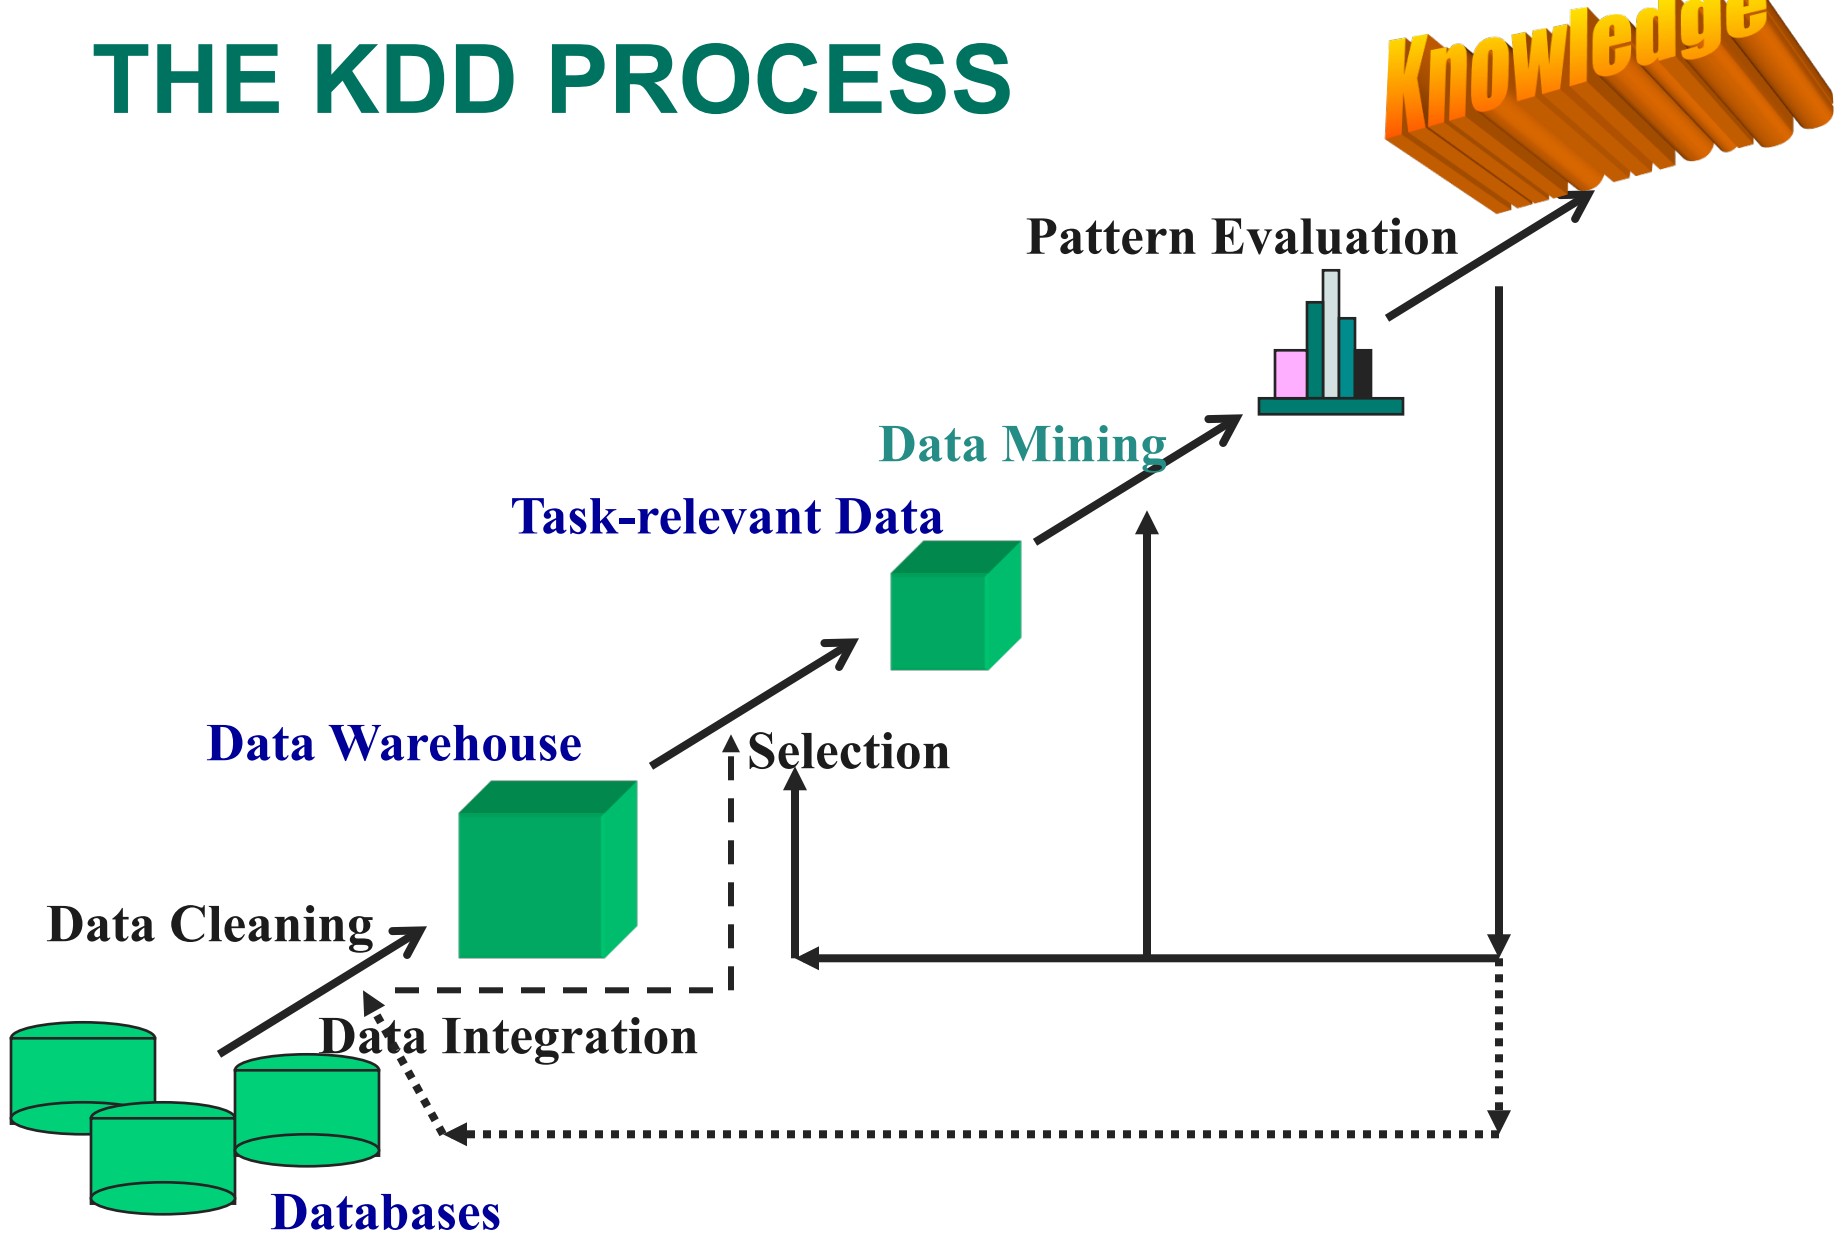 THE KDD PROCESS
Knowledge
Pattern Evaluation
Data Mining
Task-relevant Data
Data Warehouse
Selection
Data Cleaning
Data Integration
Databases